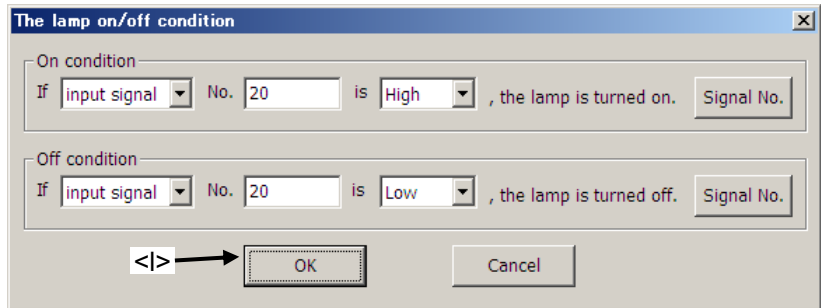 The lamp on/off condition
On condition
If input signal No. 20 is High , the lamp is turned on. Signal No.
Off condition
If input signal No. 20 is Low , the lamp is turned off. Signal No.
<|> OK Cancel